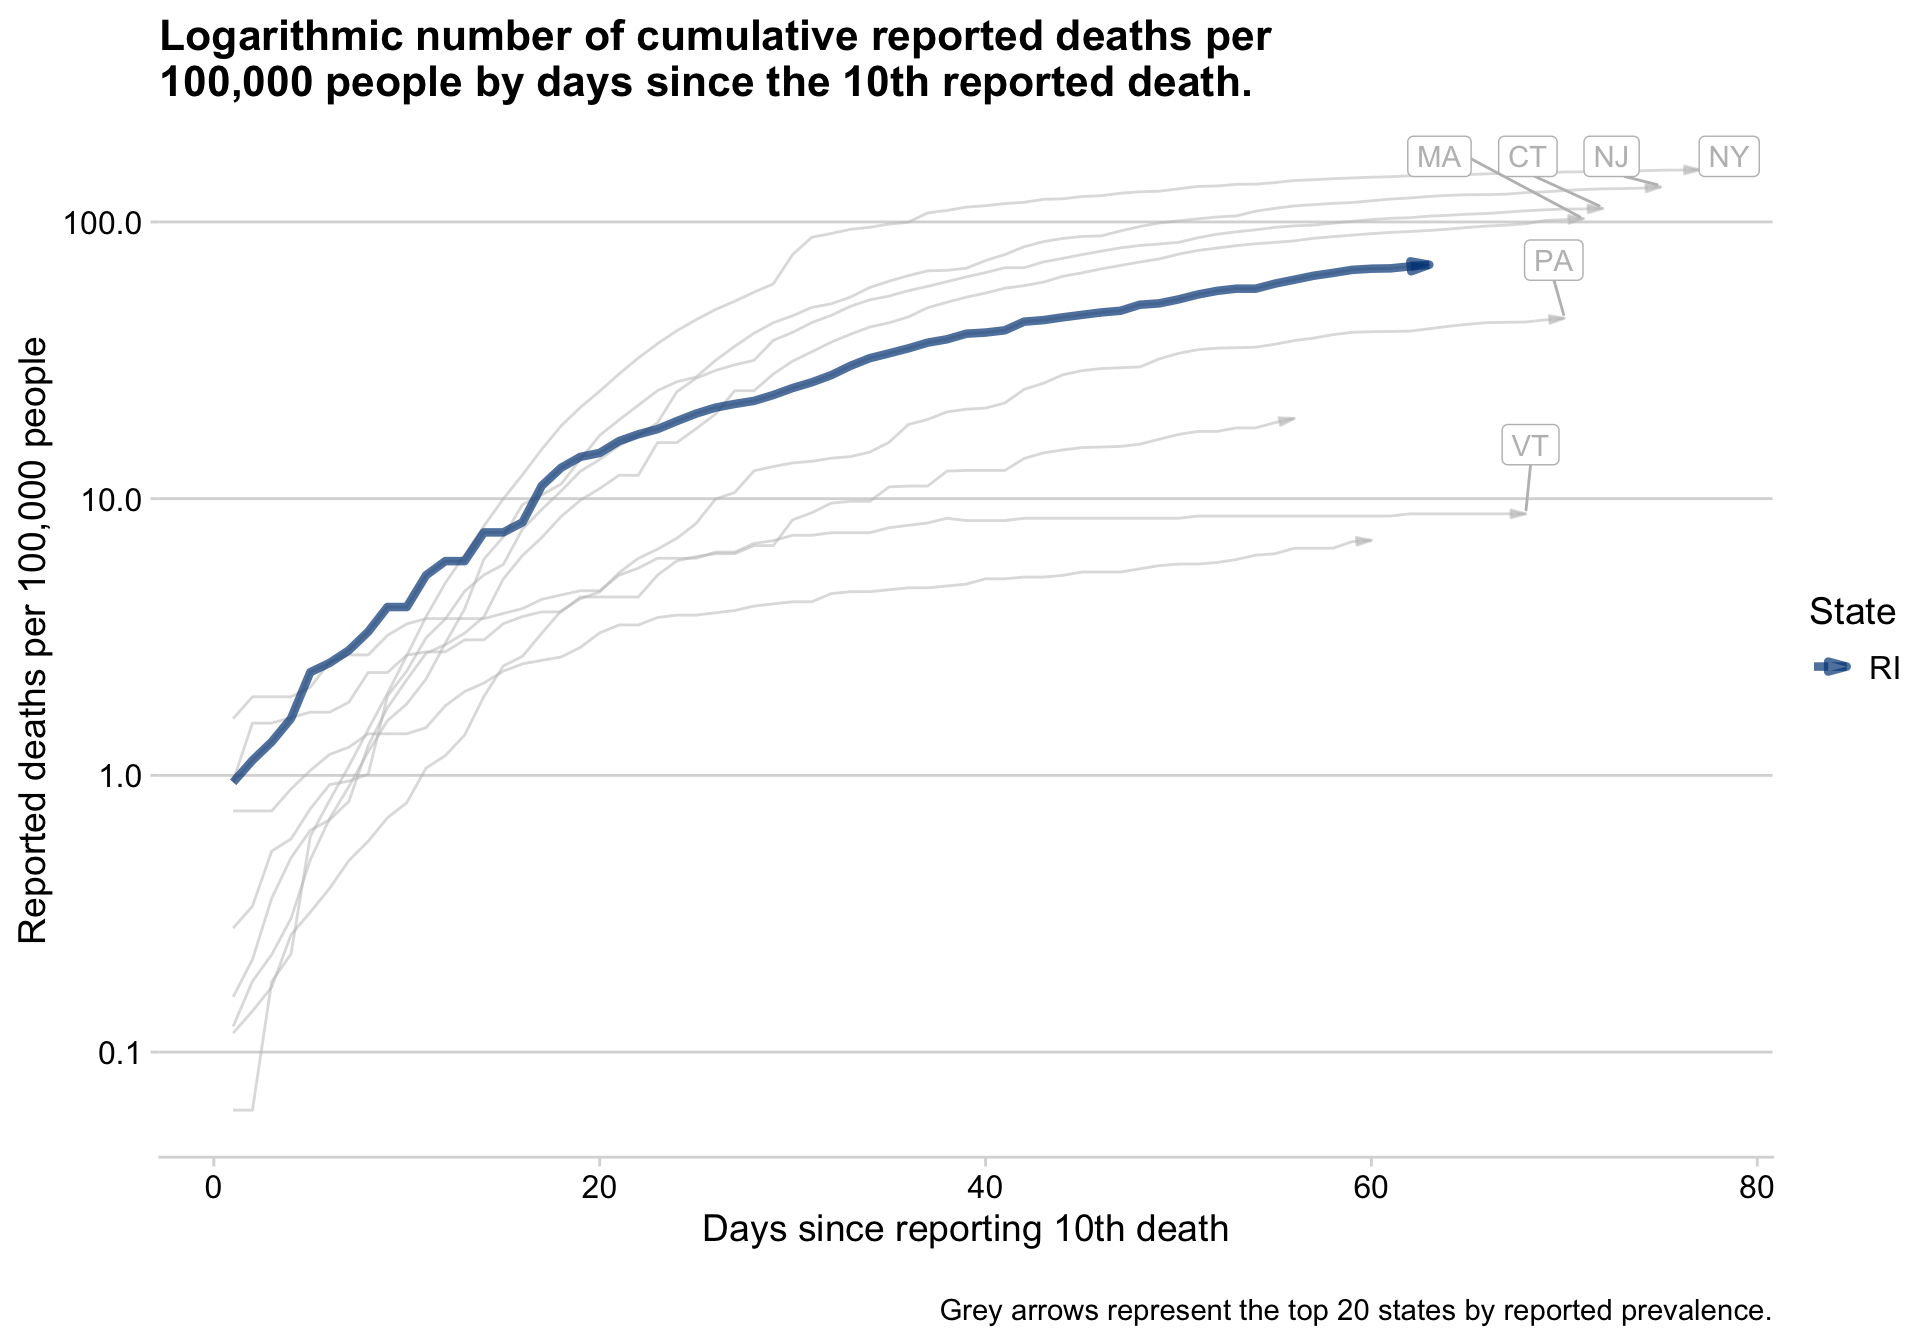 Logarithmic number of cumulative reported deaths per
100,000 people by days since the 10th reported death.
MA CT NJ NY
100.0
PA
VT
10.0
Reported deaths per 100,000 people
State
RI
1.0
0.1
0 20 40 60 80
Days since reporting 10th death
Grey arrows represent the top 20 states by reported prevalence.